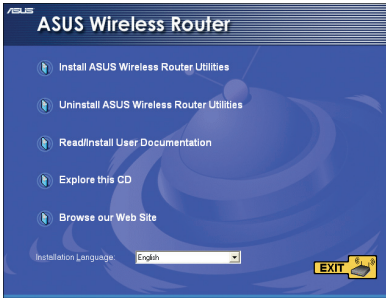 ASUS
ASUS Wireless Router
Install ASUS Wireless Router Utilities
Uninstall ASUS Wireless Router Utilities
Read/Install User Documentation
Explore this CD
Browse our Web Site
Installation Language: English
EXIT